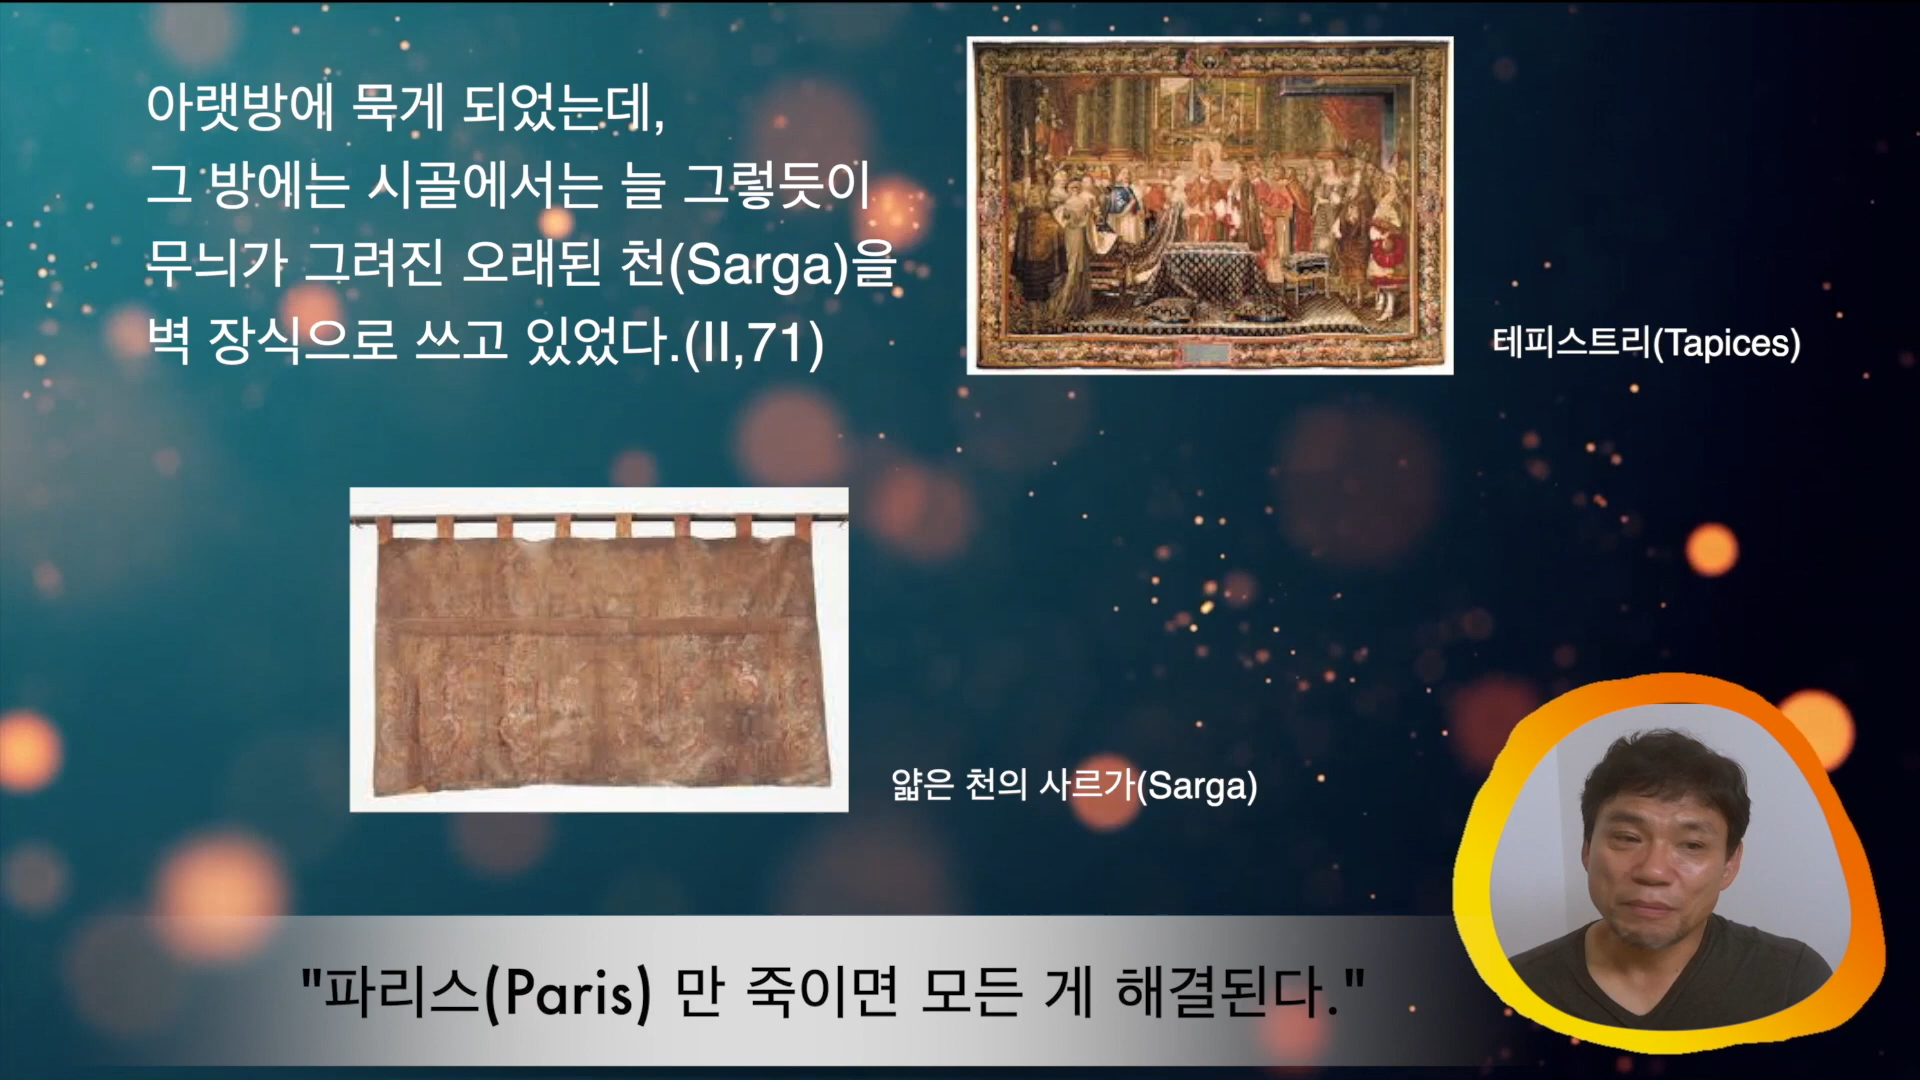 아랫방에 묵게 되었는데,
그 방에는 시골에서는 늘 그렇듯이
무늬가 그려진 오래된 천(Sarga)을
벽 장식으로 쓰고 있었다.(II,71)
테피스트리(Tapices)
얇은 천의 사르가(Sarga)
"파리스(Paris) 만 죽이면 모든 게 해결된다."